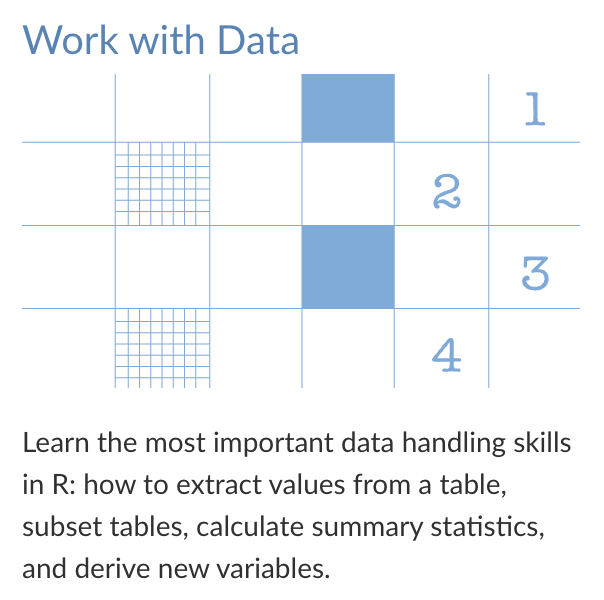 Work with Data
1
2
3
4
Learn the most important data handling skills
in R: how to extract values from a table,
subset tables, calculate summary statistics,
and derive new variables.